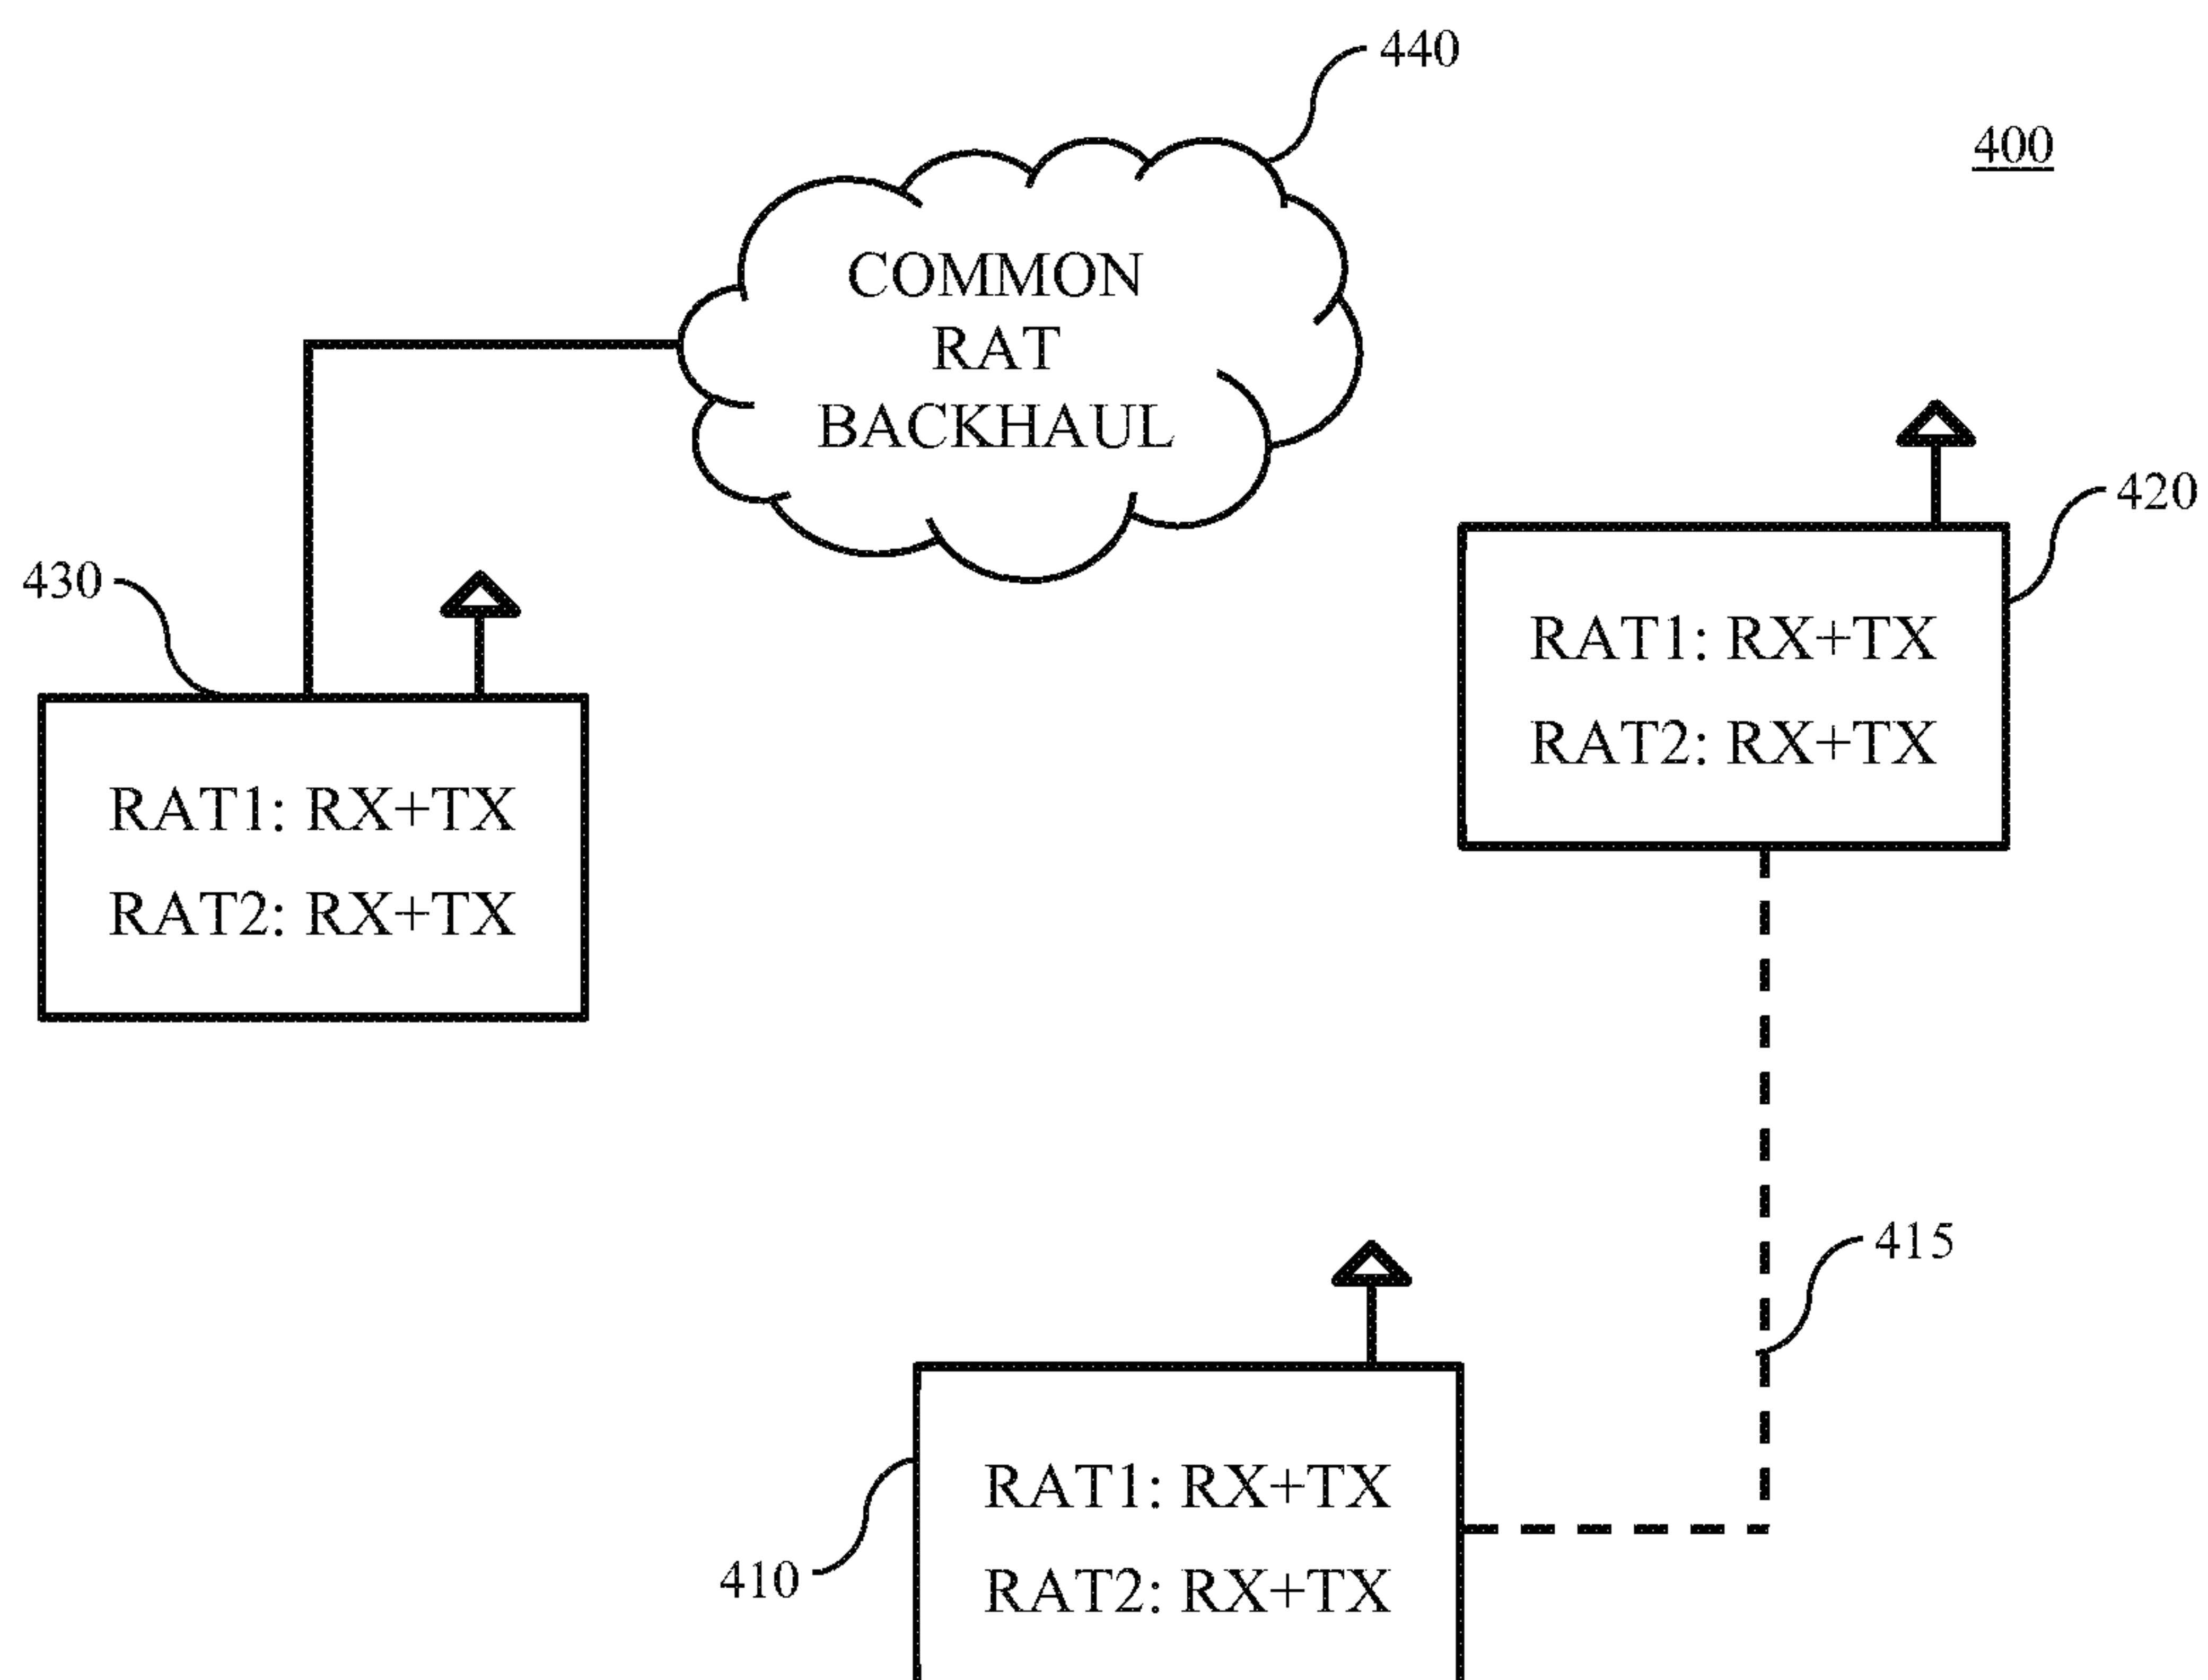 440
400
COMMON
RAT
BACKHAUL
420
RAT1: RX+TX
RAT2: RX+TX
430
RAT1: RX+TX
RAT2: RX+TX
415
410
RAT1: RX+TX
RAT2: RX+TX